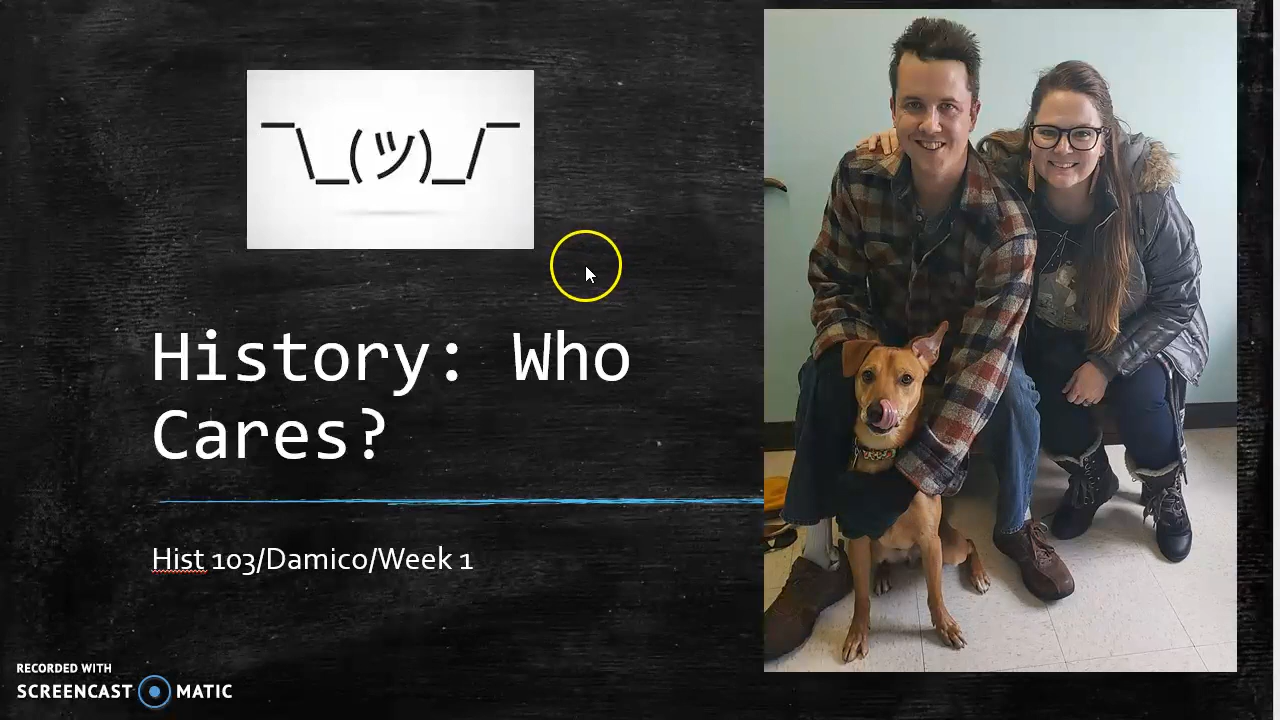 ¯\_(ツ)_/¯
History: Who
Cares?
Hist 103/Damico/Week 1
RECORDED WITH
SCREENCAST MATIC